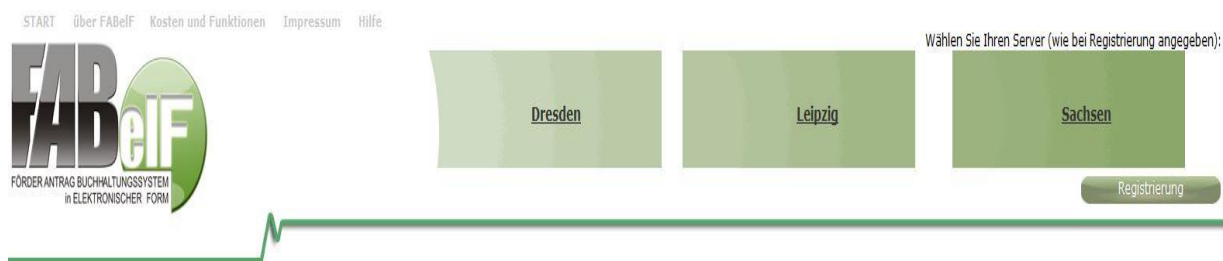 START über FABelF Kosten und Funktionen Impressum Hilfe
Wählen Sie Ihren Server (wie bei Registrierung angegeben):
FABelF
FÖRDER ANTRAG BUCHHALTUNGSSYSTEM
in ELEKTRONISCHER FORM
Dresden Leipzig Sachsen
Registrierung